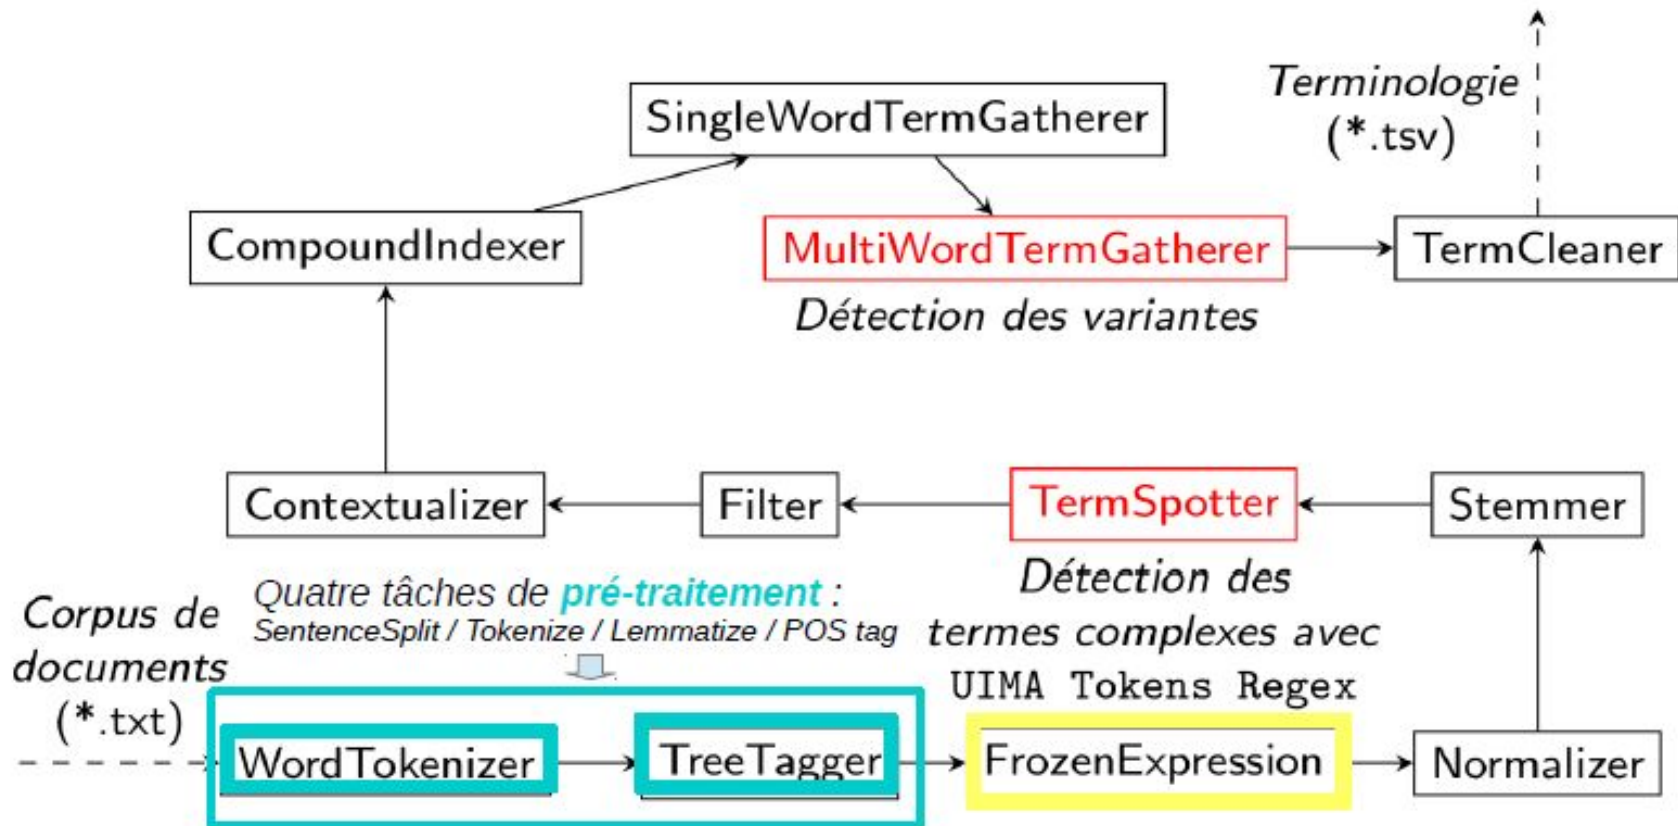 Terminologie
(*.tsv)
SingleWordTermGatherer
CompoundIndexer
MultiWordTermGatherer
TermCleaner
Détection des variantes
Contextualizer
Filter
TermSpotter
Stemmer
Quatre tâches de pré-traitement :
SentenceSplit / Tokenize / Lemmatize / POS tag
Détection des
termes complexes avec
UIMA Tokens Regex
Corpus de
documents
(*.txt)
WordTokenizer
TreeTagger
FrozenExpression
Normalizer